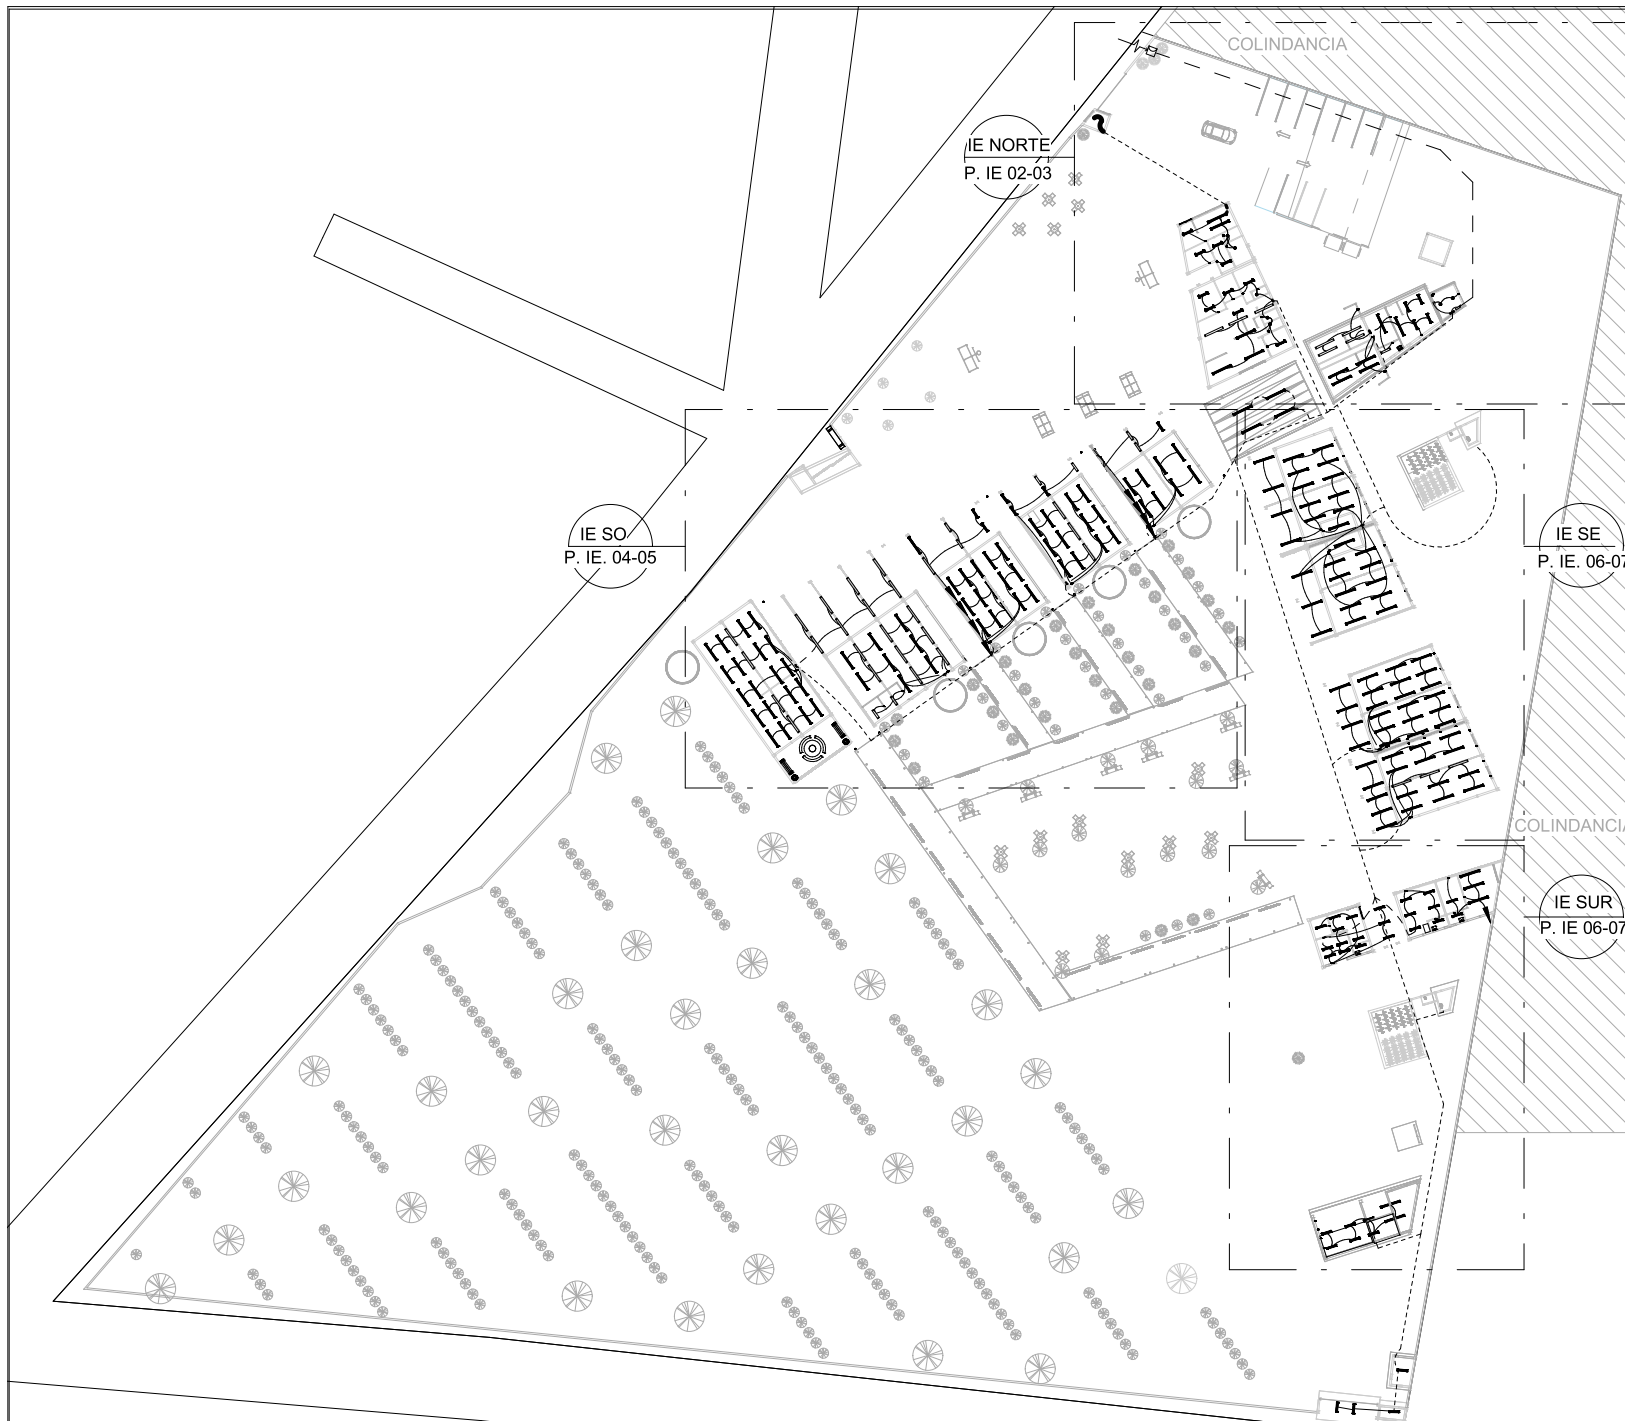 COLINDANCIA
IE NORTE
P. IE 02-03
IE SO
P. IE. 04-05
IE SE
P. IE. 06-07
COLINDANCIA
IE SUR
P. IE 06-07